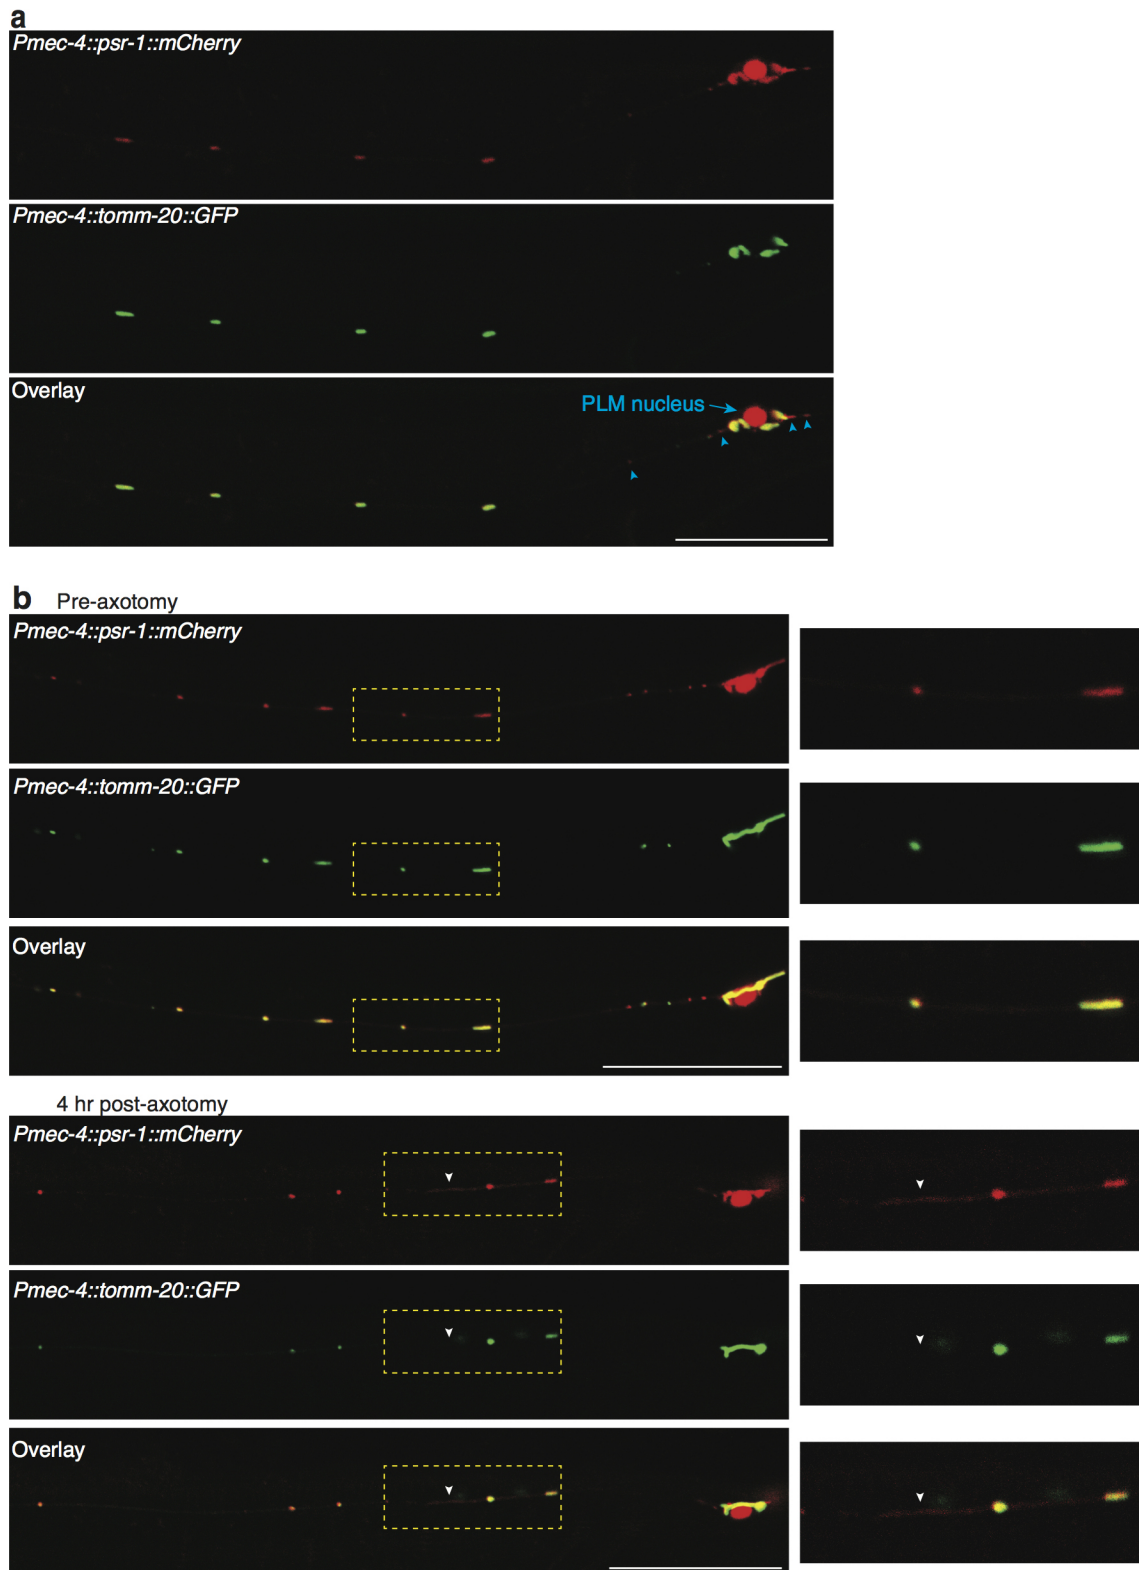 a
Pmec-4::psr-1::mCherry
Pmec-4::tomm-20::GFP
Overlay
PLM nucleus
b Pre-axotomy
Pmec-4::psr-1::mCherry
Pmec-4::tomm-20::GFP
Overlay
4 hr post-axotomy
Pmec-4::psr-1::mCherry
Pmec-4::tomm-20::GFP
Overlay